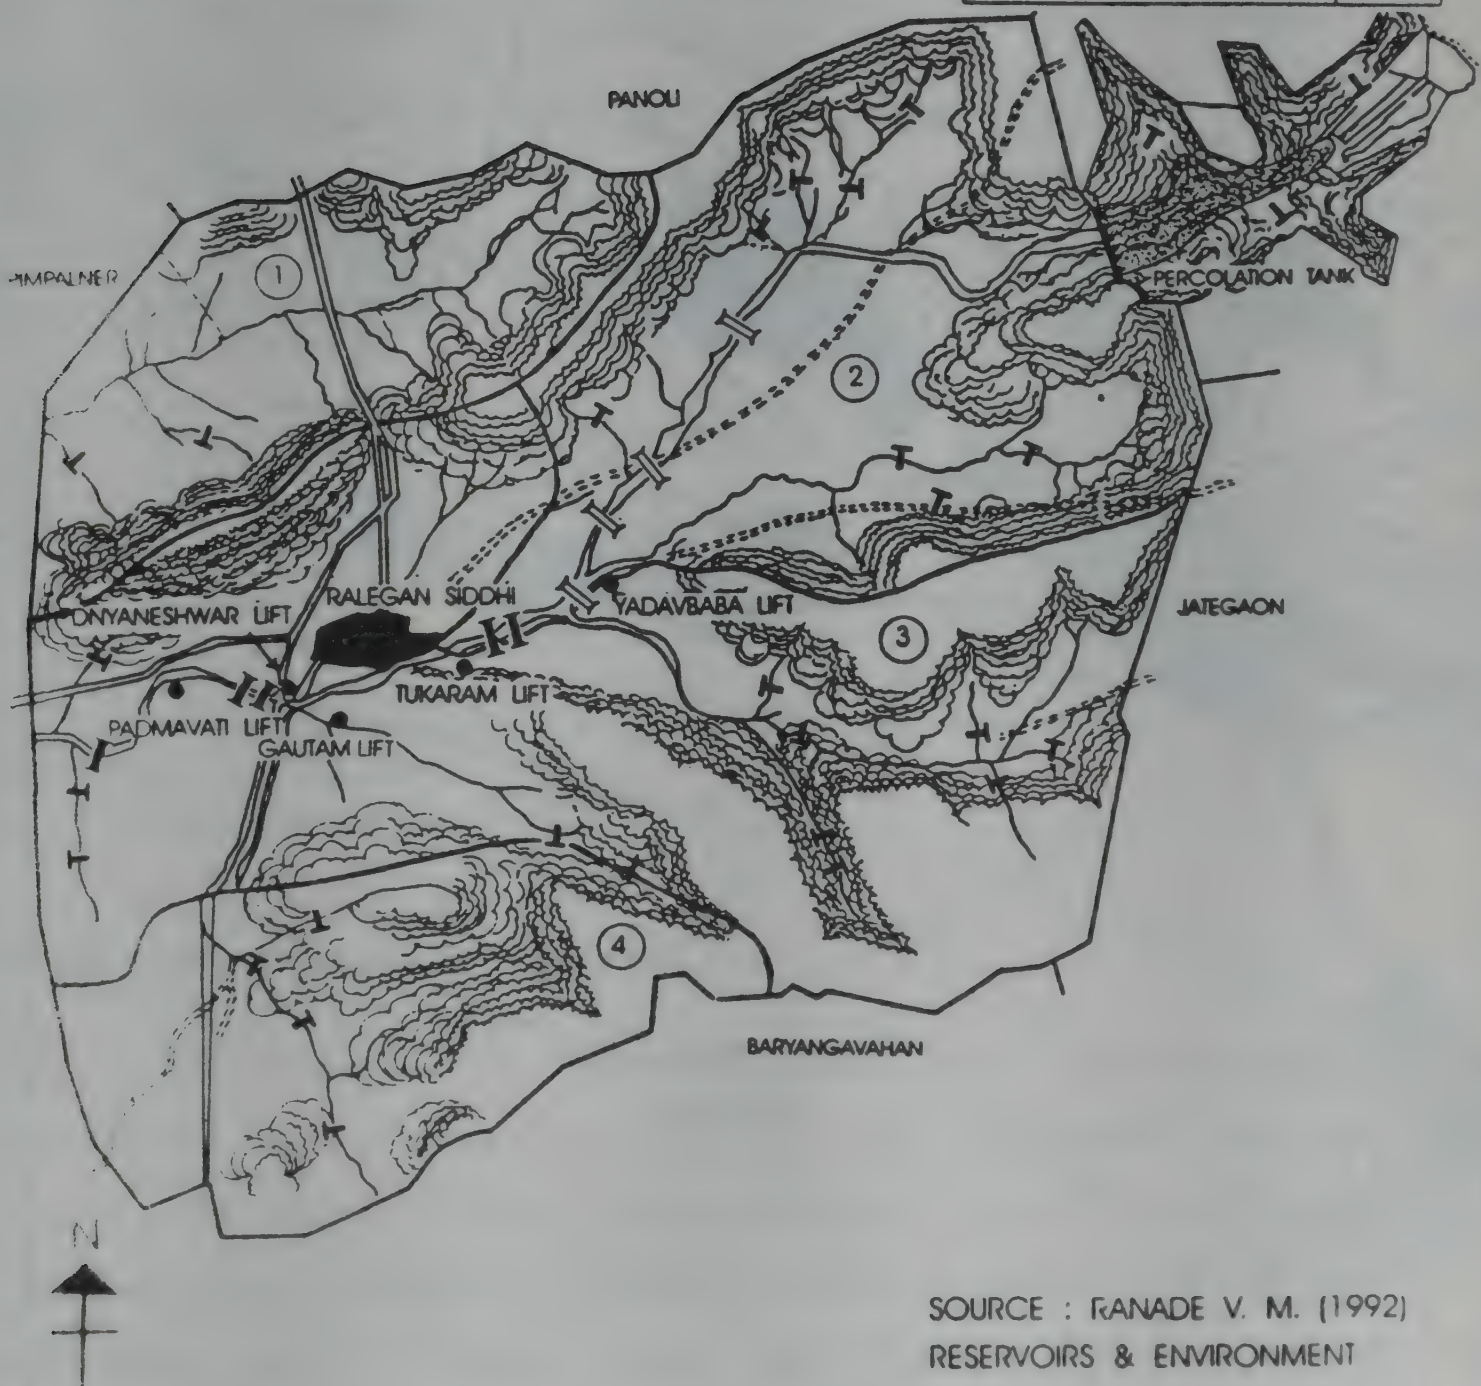 PANOLI
PIMPALNER
1
PERCOLATION TANK
2
DNYANESHWAR LIFT
RALEGAN SIDDHI
YADAVBABA LIFT
JATEGAON
3
TUKARAM LIFT
PADMAVATI LIFT
GAUTAM LIFT
4
BARYANGAVAHAN
N
SOURCE : RANADE V. M. (1992)
RESERVOIRS & ENVIRONMENT